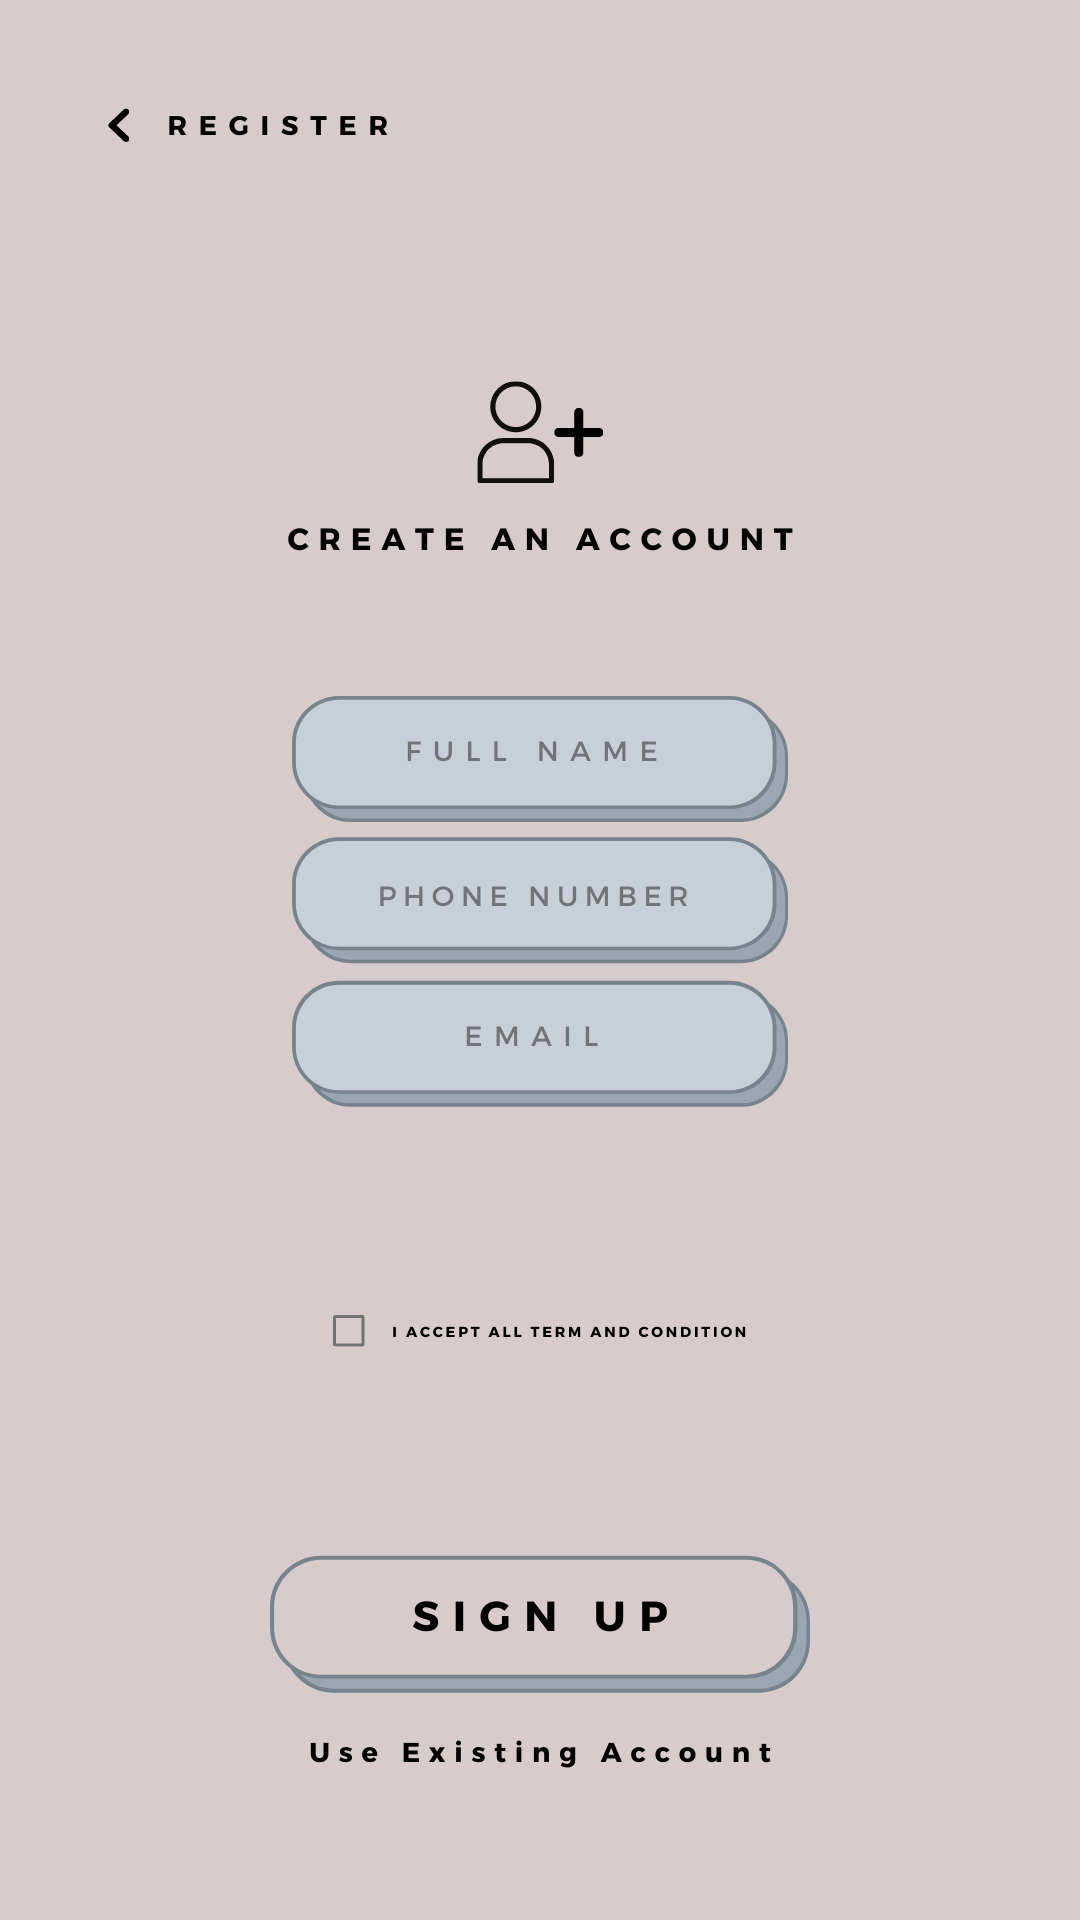 REGISTER
CREATE AN ACCOUNT
FULL NAME
PHONE NUMBER
EMAIL
I ACCEPT ALL TERM AND CONDITION
SIGN UP
Use Existing Account